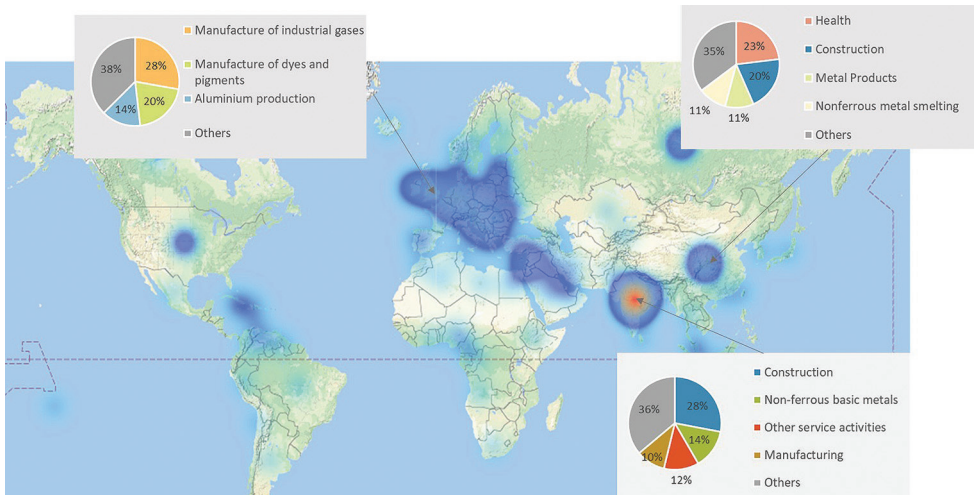 Manufacture of industrial gases
Manufacture of dyes and
pigments
Aluminium production
Others
38%
28%
14%
20%
Health
Construction
Metal Products
Nonferrous metal smelting
Others
35%
23%
20%
11%
11%
Construction
Non-ferrous basic metals
Other service activities
Manufacturing
Others
36%
28%
14%
10%
12%